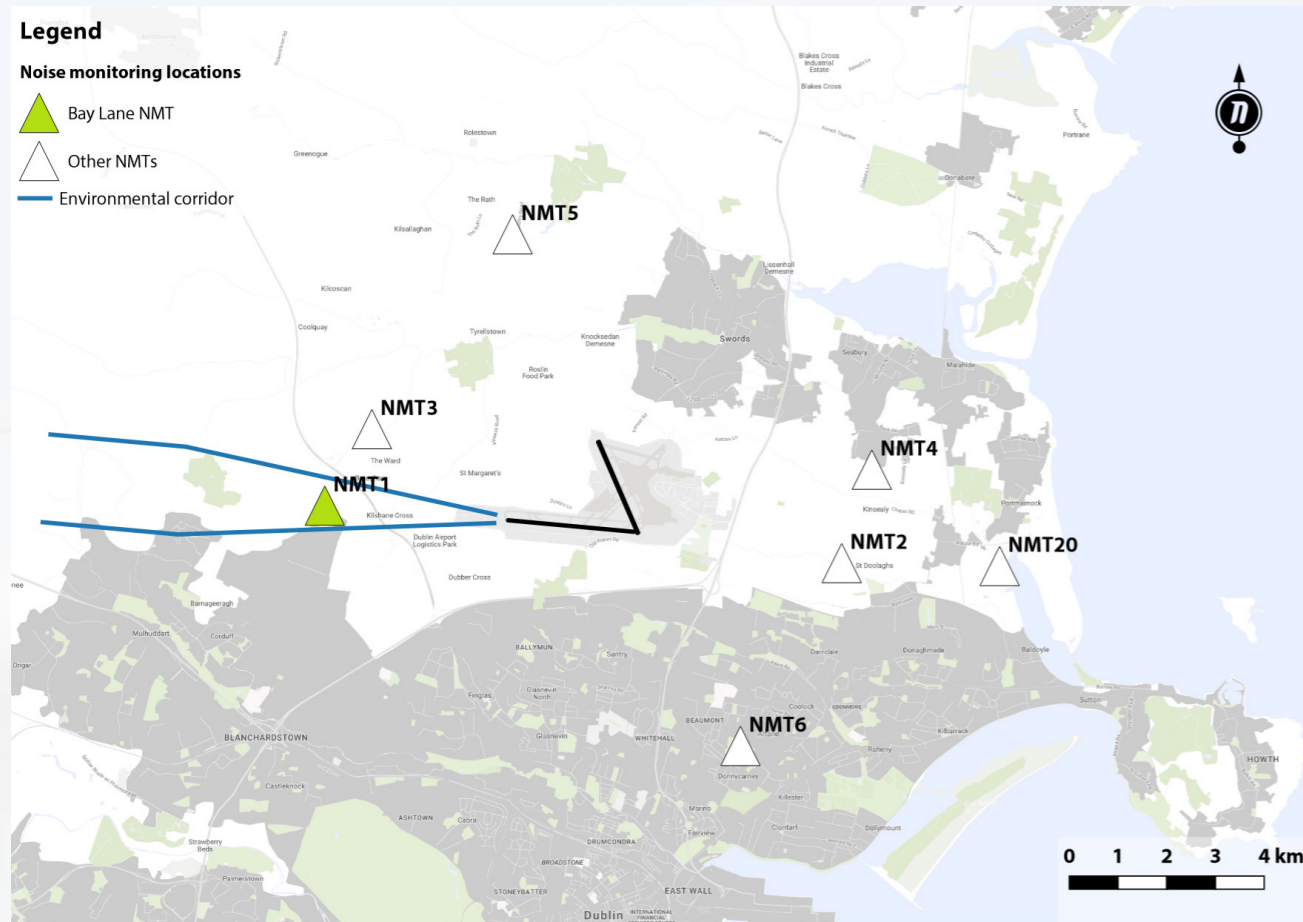 Legend
Noise monitoring locations
Bay Lane NMT
Other NMTs
Environmental corridor
Blakes Cross
Industrial
Estate
Blakes Cross
Rolestown
Greenogue
Portrane
Donabate
The Rath
NMT5
Kilsallaghan
Lissenhall
Demesne
Kilcoscan
Coolquay
Tyrrelstown
Knocksedan
Demesne
Swords
Seabury
Malahide
Roslin
Food Park
NMT3
The Ward
St Margaret's
NMT4
NMT1
Kilshane Cross
Kinsealy
Portmarnock
Dublin Airport
Logistics Park
NMT2
NMT20
St Doolaghs
Dubber Cross
Barnageeragh
Mulhuddart
Corduff
Ongar
BALLYMUN
Santry
Darndale
Donaghmede
Baldoyle
Finglas
Glasnevin
North
Sutton
Coolock
EDENMORE
BEAUMONT
NMT6
Artane
Glasnevin
WHITEHALL
Raheny
Kilbarrack
BLANCHARDSTOWN
HOWTH
Donnycarney
Castleknock
Killester
Marino
ASHTOWN
Cabra
Clontarf
Dollymount
Fairview
DRUMCONDRA
Strawberry
Beds
BROADSTONE
Palmerstown
STONEYBATTER
EAST WALL
Dublin
INTERNATIONAL
FINANCIAL
0 1 2 3 4 km